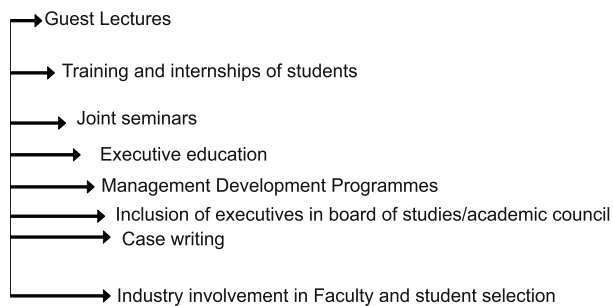 Guest Lectures
Training and internships of students
Joint seminars
Executive education
Management Development Programmes
Inclusion of executives in board of studies/academic council
Case writing
Industry involvement in Faculty and student selection